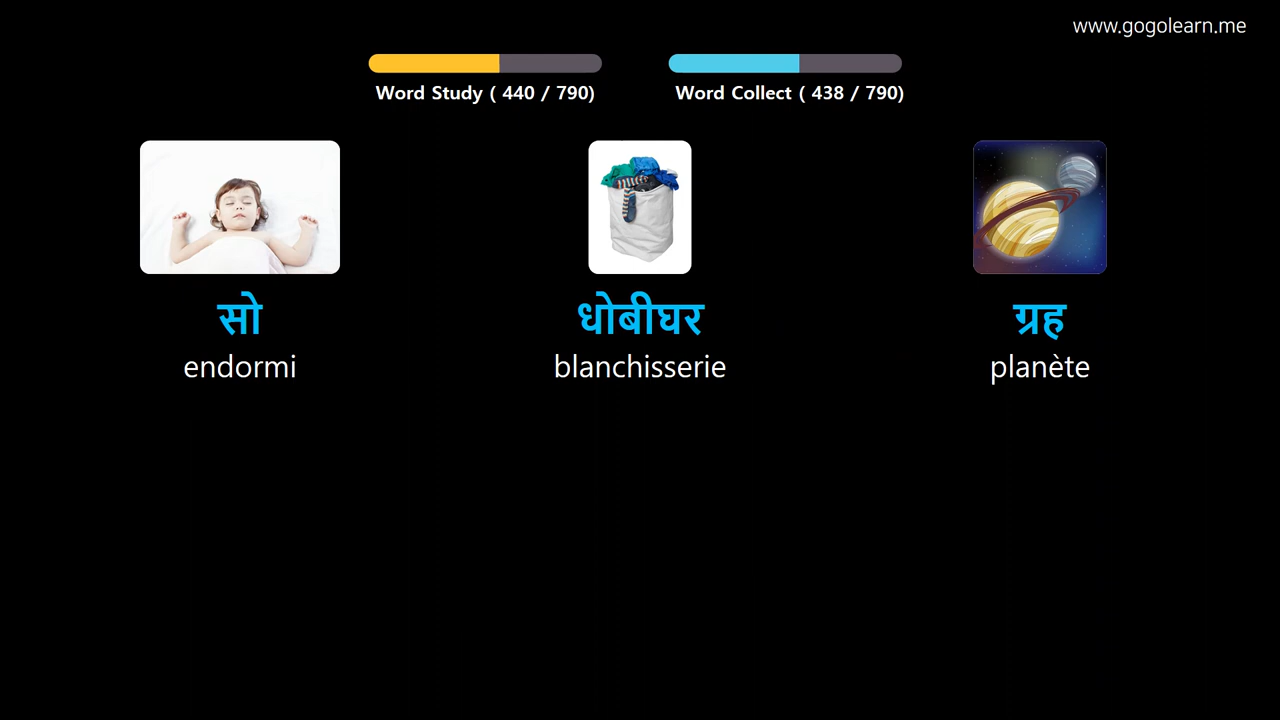 www.gogolearn.me
Word Study ( 440 / 790)
Word Collect ( 438 / 790)
सो
धोबीघर
ग्रह
endormi
blanchisserie
planète